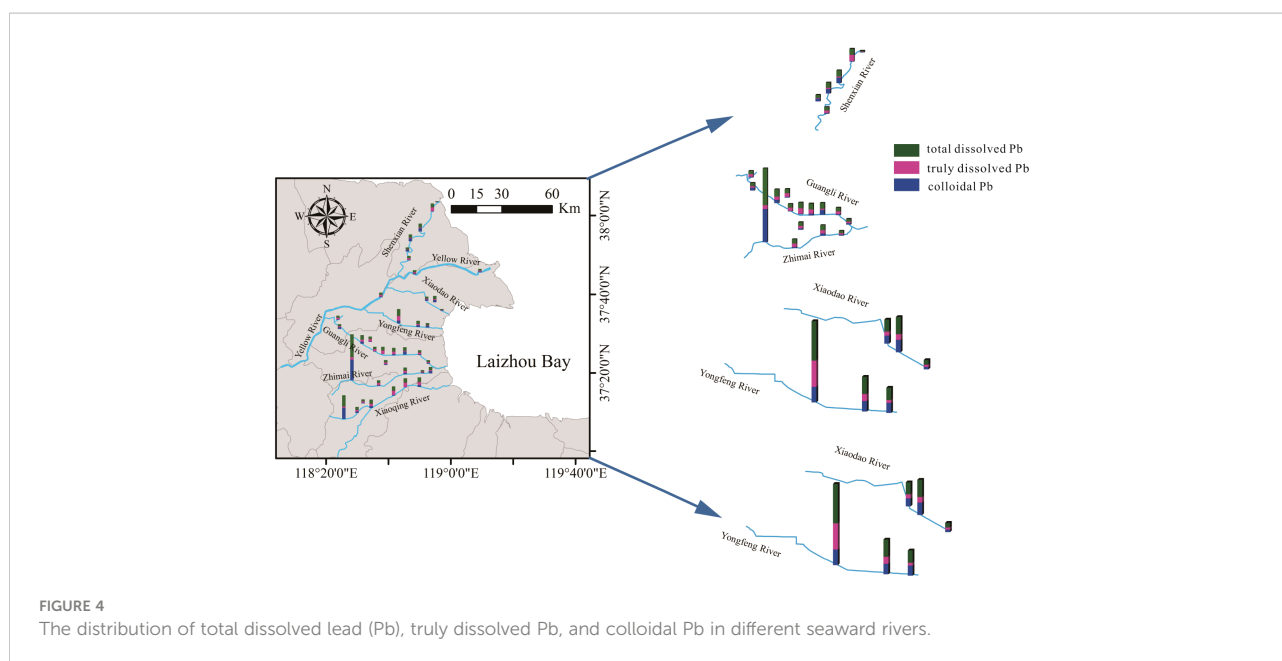 Shenxian River
total dissolved Pb
truly dissolved Pb
colloidal Pb
Guangli River
Zhimai River
N
W E
S
0 15 30 60
Km
Shenxian River
Yellow River
Xiaodao River
Yongfeng River
Yellow River
Guangli River
Zhimai River
Xiaoqing River
Laizhou Bay
38°0'0"N
37°40'0"N
37°20'0"N
118°20'0"E 119°0'0"E 119°40'0"E
Xiaodao River
Yongfeng River
Xiaodao River
Yongfeng River
FIGURE 4
The distribution of total dissolved lead (Pb), truly dissolved Pb, and colloidal Pb in different seaward rivers.